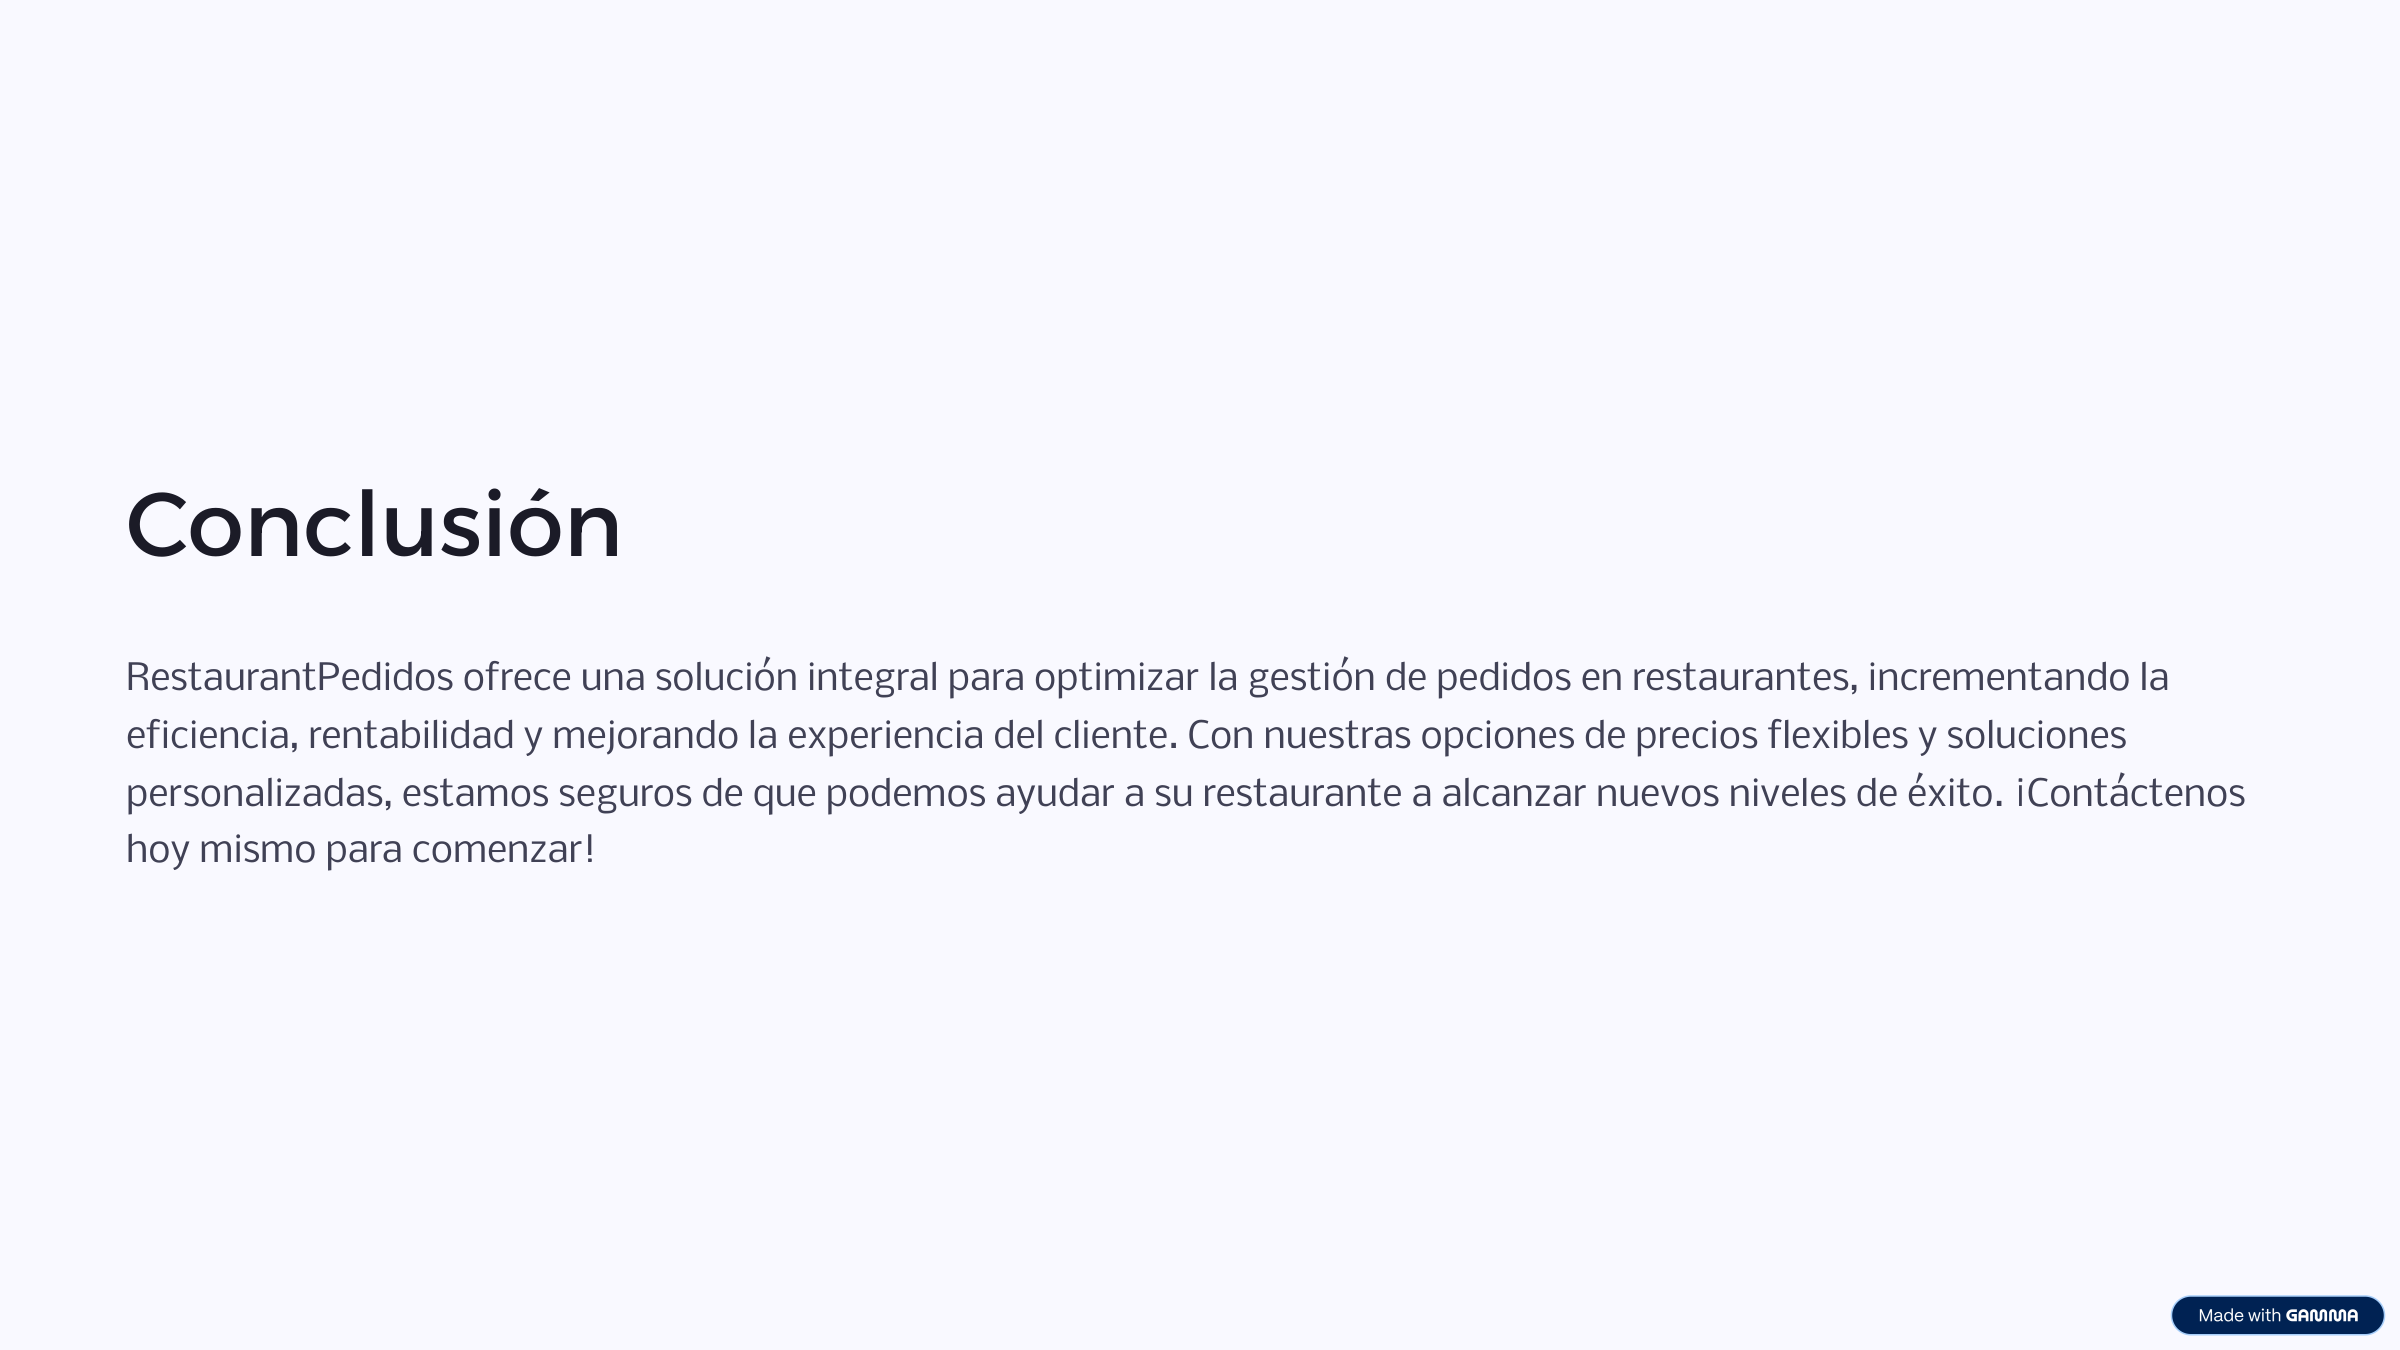 Conclusión
RestaurantPedidos ofrece una solución integral para optimizar la gestión de pedidos en restaurantes, incrementando la
eficiencia, rentabilidad y mejorando la experiencia del cliente. Con nuestras opciones de precios flexibles y soluciones
personalizadas, estamos seguros de que podemos ayudar a su restaurante a alcanzar nuevos niveles de éxito. ¡Contáctenos
hoy mismo para comenzar!
Made with GAMMA